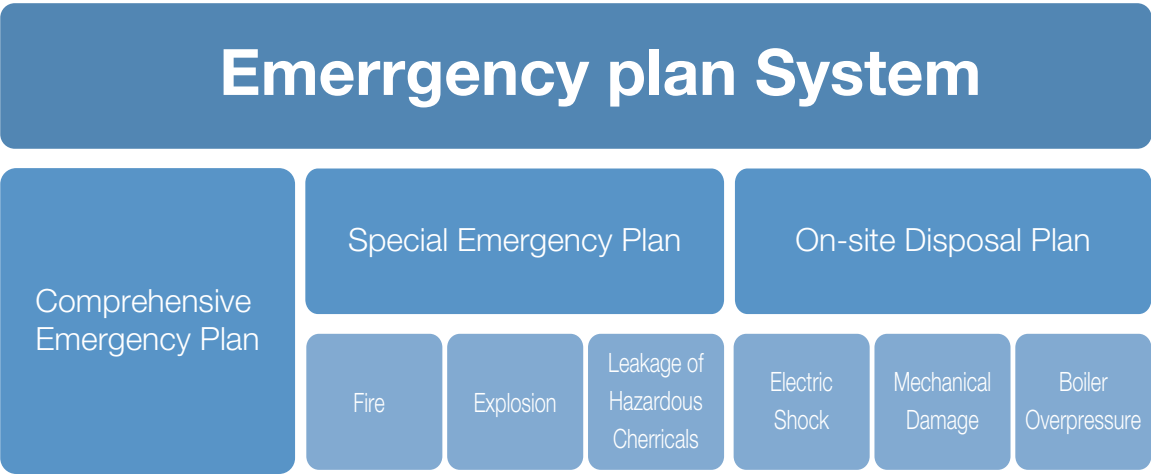 Emerrgency plan System
Comprehensive
Emergency Plan
Special Emergency Plan
On-site Disposal Plan
Fire
Explosion
Leakage of
Hazardous
Cherricals
Electric
Shock
Mechanical
Damage
Boiler
Overpressure